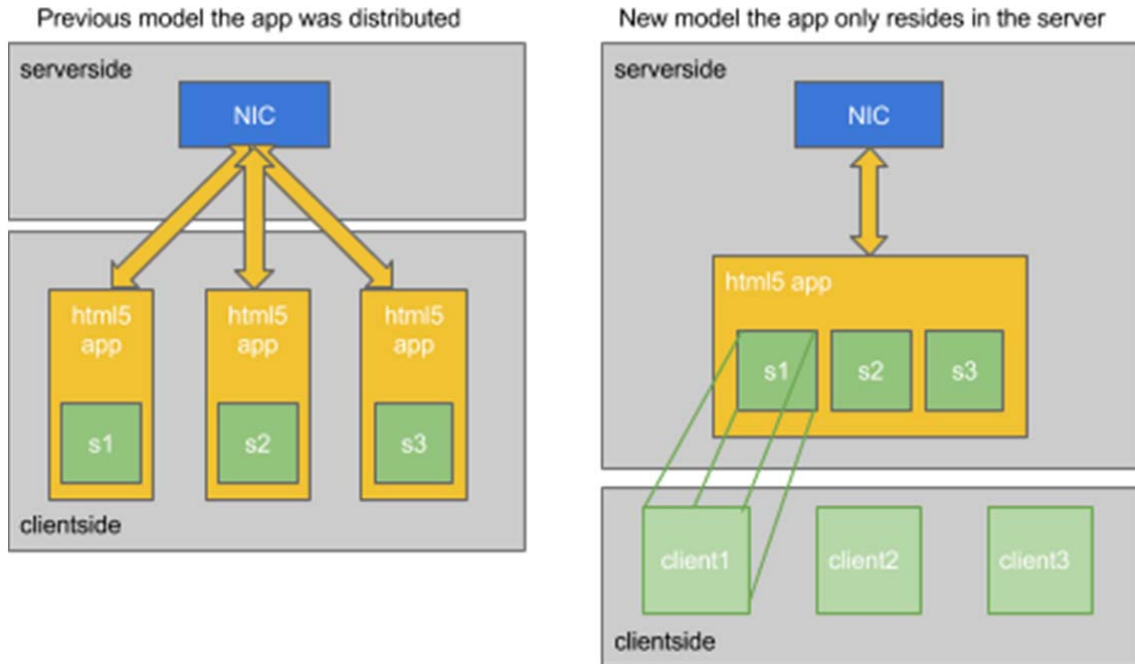 Previous model the app was distributed
serverside
NIC
html5
app
html5
app
html5
app
s1
s2
s3
clientside
New model the app only resides in the server
serverside
NIC
html5 app
s1
s2
s3
client1
client2
client3
clientside